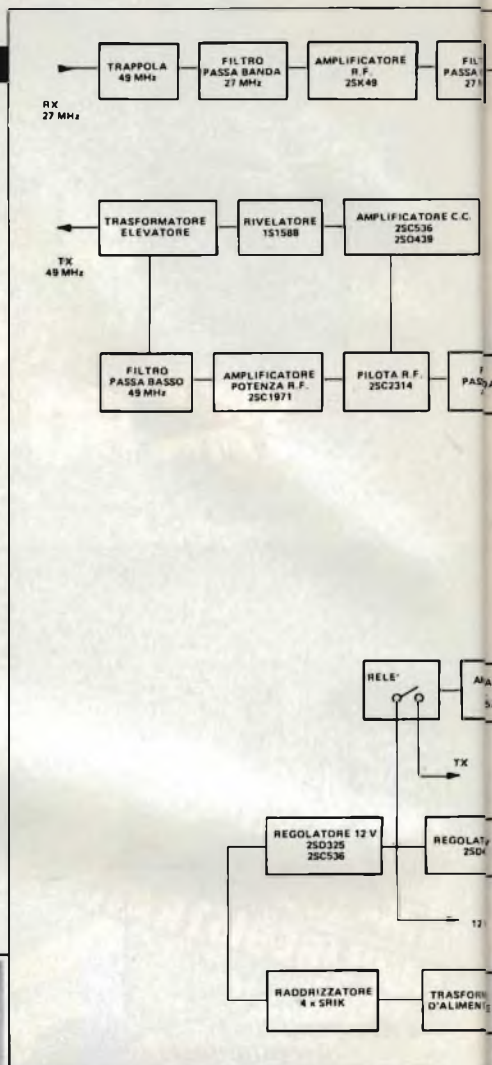 TRAPPOLA
49 MHz
FILTRO
PASSA BANDA
27 MHz
AMPLIFICATORE
R.F.
2SK49
RX
27 MHz
TRASFORMATORE
ELEVATORE
RIVELATORE
1S1588
AMPLIFICATORE C.C.
2SC536
2SD439
TX
49 MHz
FILTRO
PASSA BASSO
49 MHz
AMPLIFICATORE
POTENZA R.F.
2SC1971
PILOTA R.F.
2SC2314
RELE'
TX
REGOLATORE 12 V
2SD325
2SC536
RADDRIZZATORE
4 x SRIK